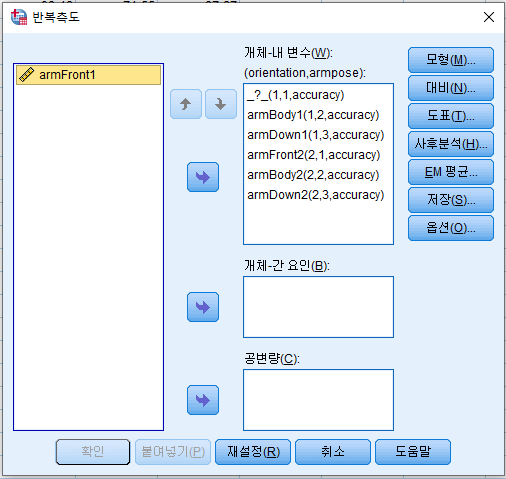 반복측도
armFront1
개체-내 변수(W):
(orientation,armpose):
_?_(1,1,accuracy)
armBody1(1,2,accuracy)
armDown1(1,3,accuracy)
armFront2(2,1,accuracy)
armBody2(2,2,accuracy)
armDown2(2,3,accuracy)
개체-간 요인(B):
공변량(C):
모형(M)...
대비(N)...
도표(T)...
사후분석(H)...
EM 평균...
저장(S)...
옵션(O)...
확인
붙여넣기(P)
재설정(R)
취소
도움말